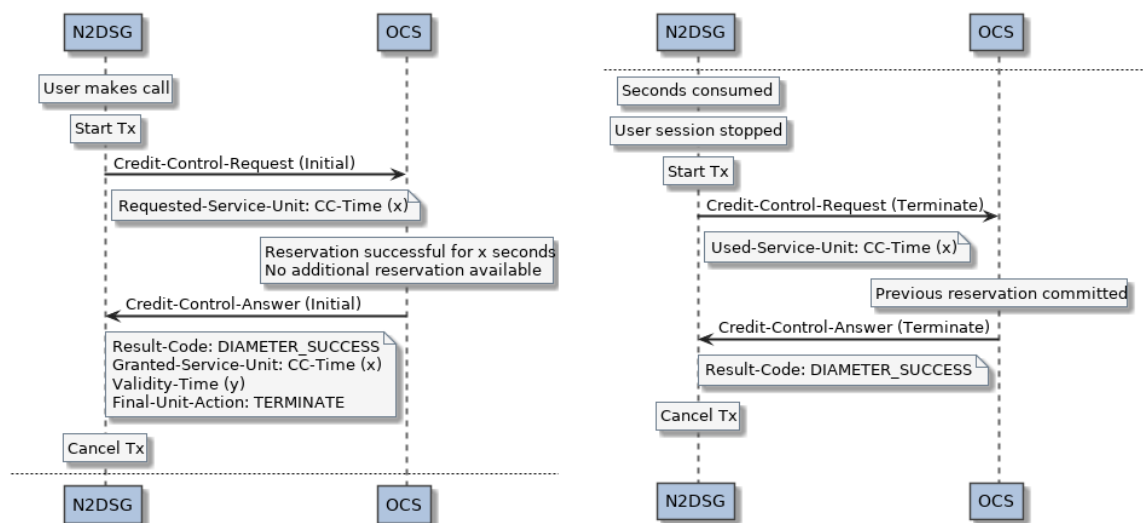 N2DSG
OCS
User makes call
Start Tx
Credit-Control-Request (Initial)
Requested-Service-Unit: CC-Time (x)
Reservation successful for x seconds
No additional reservation available
Credit-Control-Answer (Initial)
Result-Code: DIAMETER_SUCCESS
Granted-Service-Unit: CC-Time (x)
Validity-Time (y)
Final-Unit-Action: TERMINATE
Cancel Tx
N2DSG
OCS
N2DSG
OCS
Seconds consumed
User session stopped
Start Tx
Credit-Control-Request (Terminate)
Used-Service-Unit: CC-Time (x)
Previous reservation committed
Credit-Control-Answer (Terminate)
Result-Code: DIAMETER_SUCCESS
Cancel Tx
N2DSG
OCS